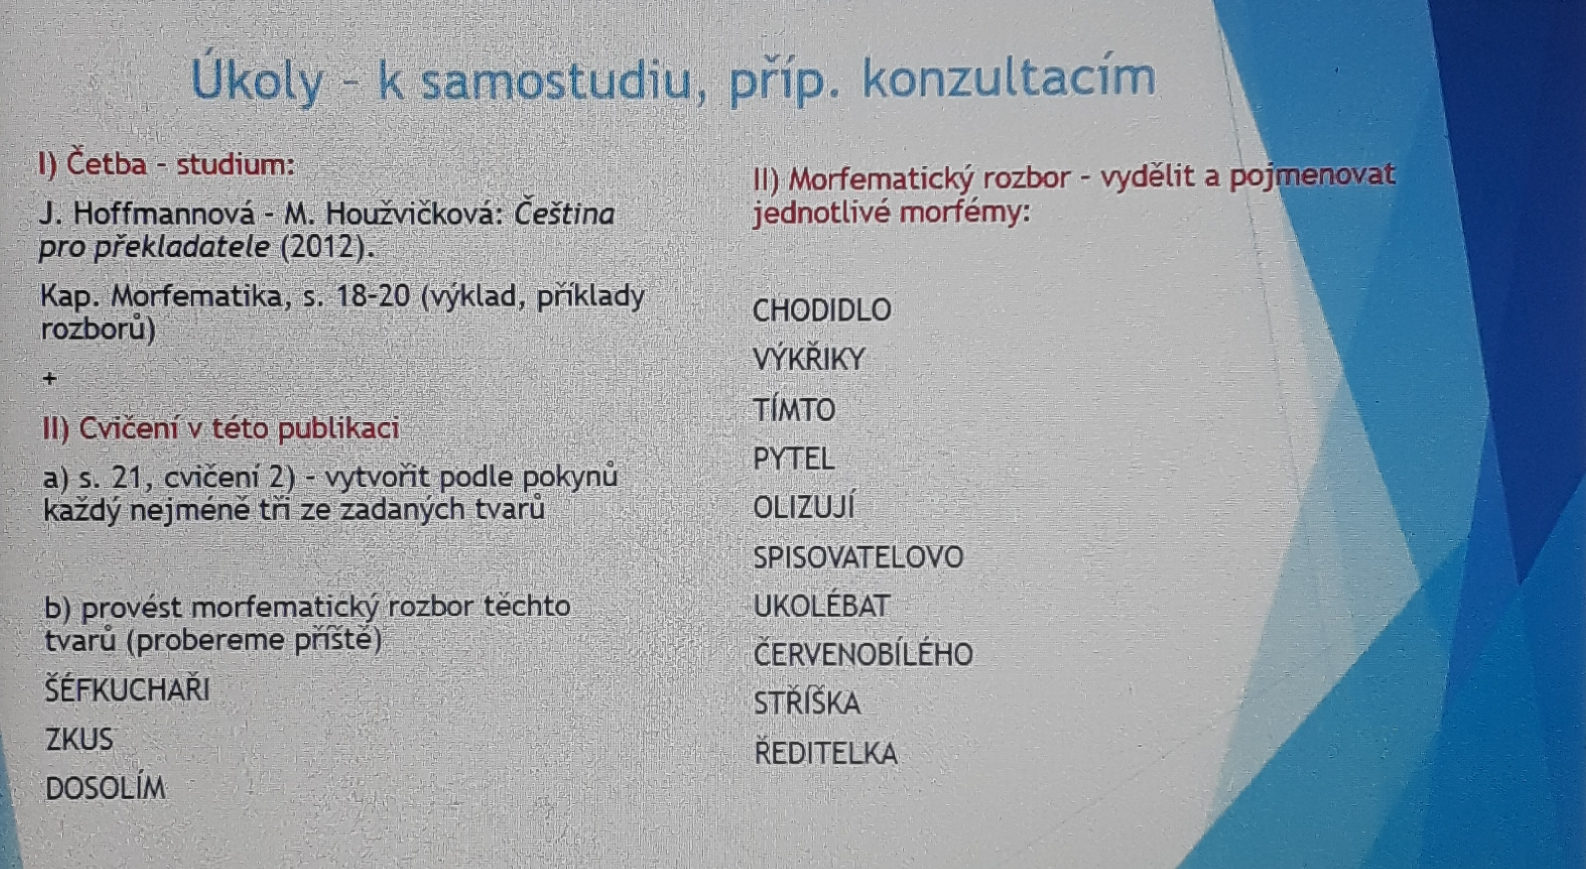 Úkoly - k samostudiu, příp. konzultacím
I) Četba - studium:
J. Hoffmannová - M. Houžvičková: Čeština
pro překladatele (2012).
Kap. Morfematika, s. 18-20 (výklad, příklady
rozborů)
+
II) Cvičení v této publikaci
a) s. 21, cvičení 2) - vytvořit podle pokynů
každý nejméně tři ze zadaných tvarů
b) provést morfematický rozbor těchto
tvarů (probereme příště)
ŠÉFKUCHAŘI
ZKUS
DOSOLÍM
II) Morfematický rozbor - vydělit a pojmenovat
jednotlivé morfémy:
CHODIDLO
VÝKŘIKY
TÍMTO
PYTEL
OLIZUJÍ
SPISOVATELOVO
UKOLÉBAT
ČERVENOBÍLÉHO
STŘÍŠKA
ŘEDITELKA